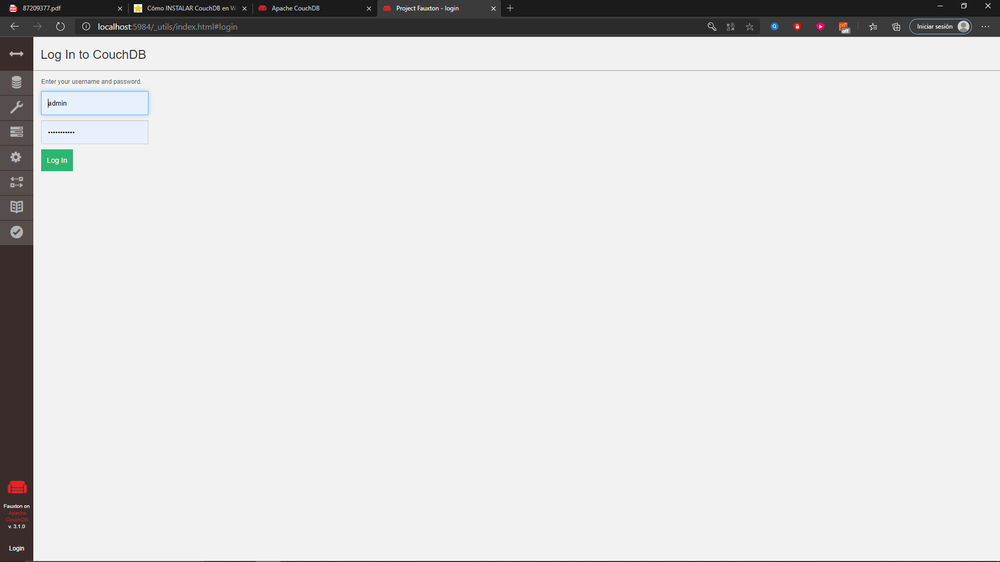 87209377.pdf
Cómo INSTALAR CouchDB en Wi
Apache CouchDB
Project Fauxton - login
localhost:5984/_utils/index.html#login
off
Iniciar sesión
Log In to CouchDB
Enter your username and password.
admin
•••••••••••
Log In
Fauxton on
Apache
CouchDB
v. 3.1.0
Login